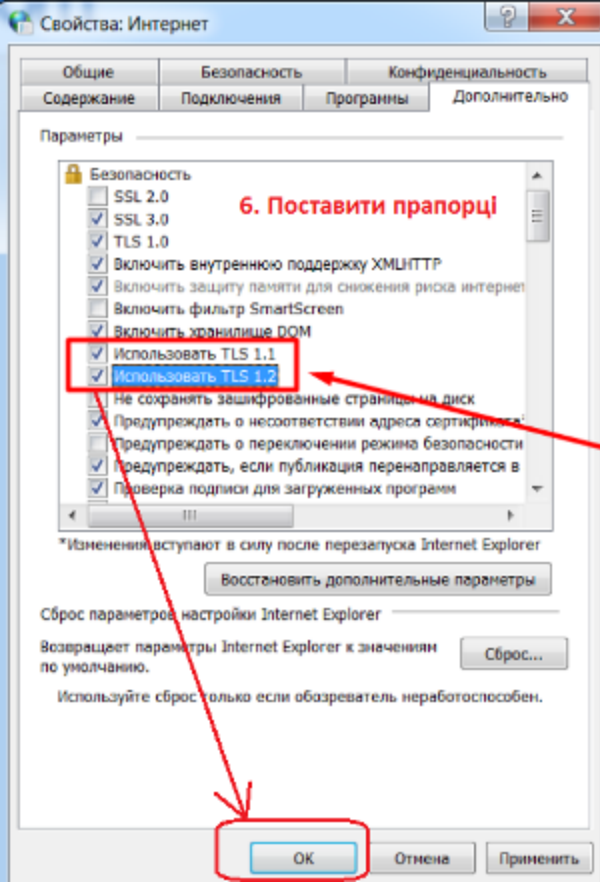 Свойства: Интернет
Общие Безопасность Конфиденциальность
Содержание Подключения Программы Дополнительно
Параметры
Безопасность
SSL 2.0
6. Поставити прапорці
SSL 3.0
TLS 1.0
Включить внутреннюю поддержку XMLHTTP
Включить защиту памяти для снижения риска интернет
Включить фильтр SmartScreen
Включить хранилище DOM
Использовать TLS 1.1
Использовать TLS 1.2
Не сохранять зашифрованные страницы на диск
Предупреждать о несоответствии адреса сертификата*
Предупреждать о переключении режима безопасности
Предупреждать, если публикация перенаправляется в
Проверка подписи для загруженных программ
*Изменения вступают в силу после перезапуска Internet Explorer
Восстановить дополнительные параметры
Сброс параметров настройки Internet Explorer
Возвращает параметры Internet Explorer к значениям
по умолчанию.
Сброс...
Используйте сброс только если обозреватель неработоспособен.
ОК Отмена Применить